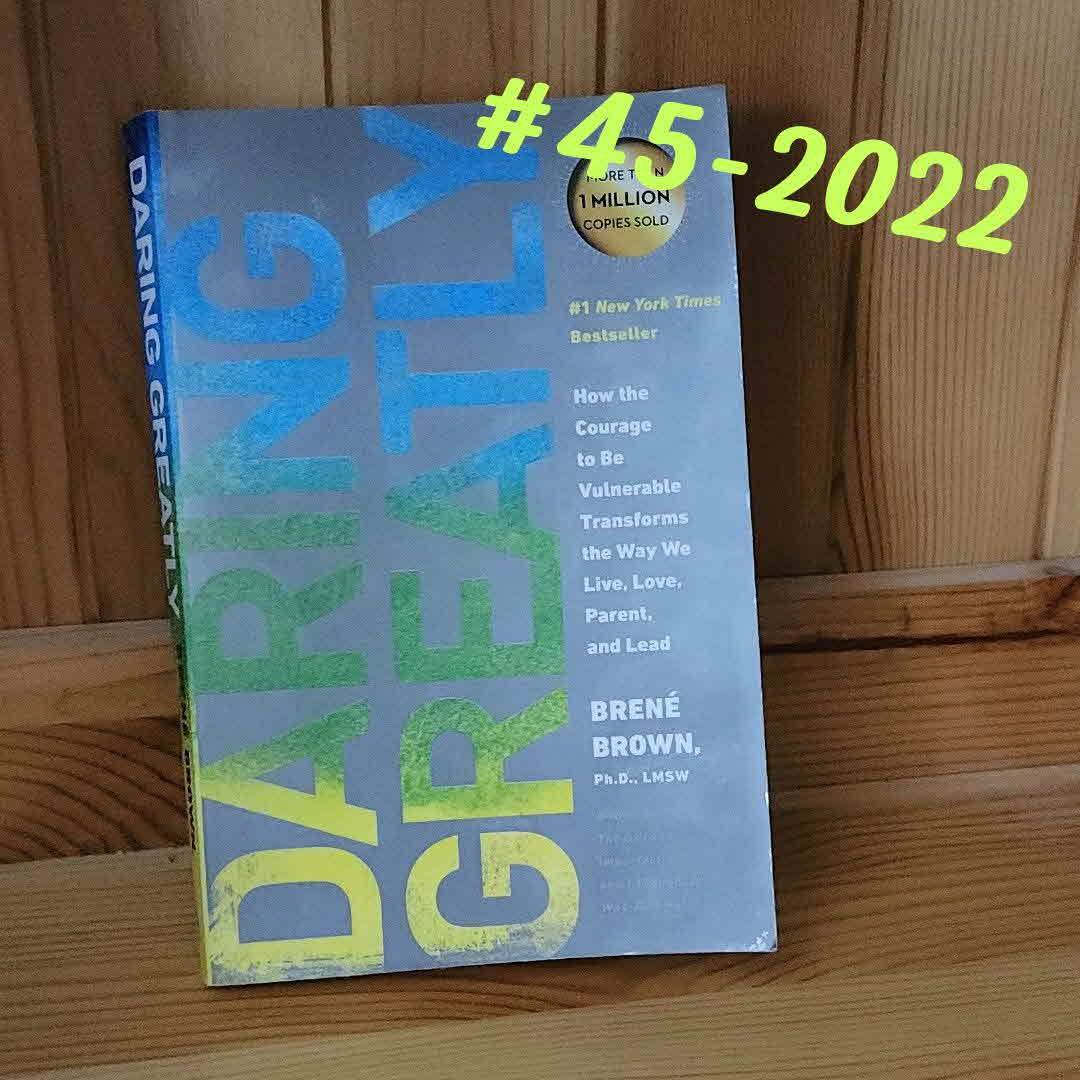 #45-2022
DARING GREATLY
DARING
GREATLY
MORE THAN
1 MILLION
COPIES SOLD
#1 New York Times
Bestseller
How the
Courage
to Be
Vulnerable
Transforms
the Way We
Live, Love,
Parent,
and Lead
BRENÉ
BROWN,
Ph.D., LMSW